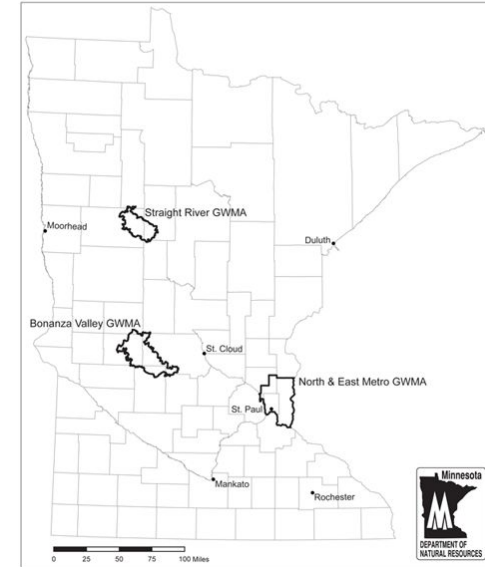 Straight River GWMA
Moorhead
Duluth
Bonanza Valley GWMA
St. Cloud
North & East Metro GWMA
St. Paul
Mankato
Rochester
Minnesota
DEPARTMENT OF
NATURAL RESOURCES
0 25 50 75 100 Miles